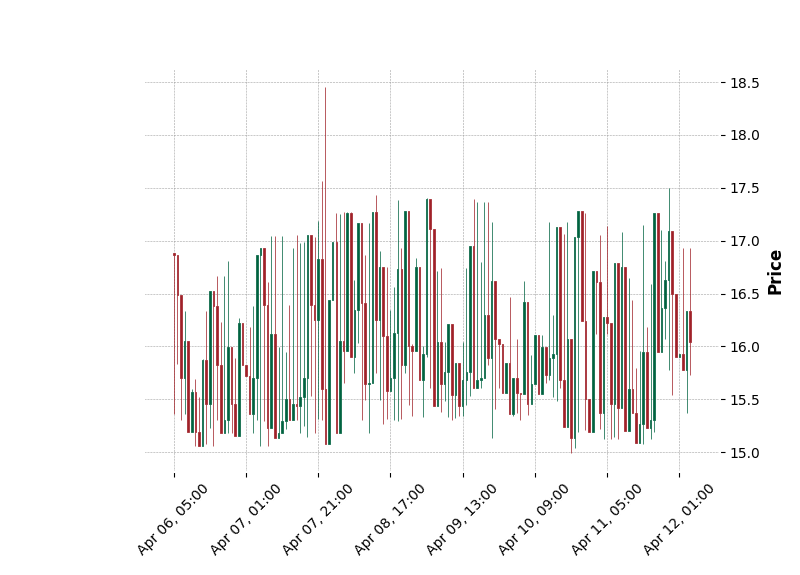 18.5
18.0
17.5
17.0
16.5
16.0
15.5
15.0
Price
Apr 06, 05:00
Apr 07, 01:00
Apr 07, 21:00
Apr 08, 17:00
Apr 09, 13:00
Apr 10, 09:00
Apr 11, 05:00
Apr 12, 01:00